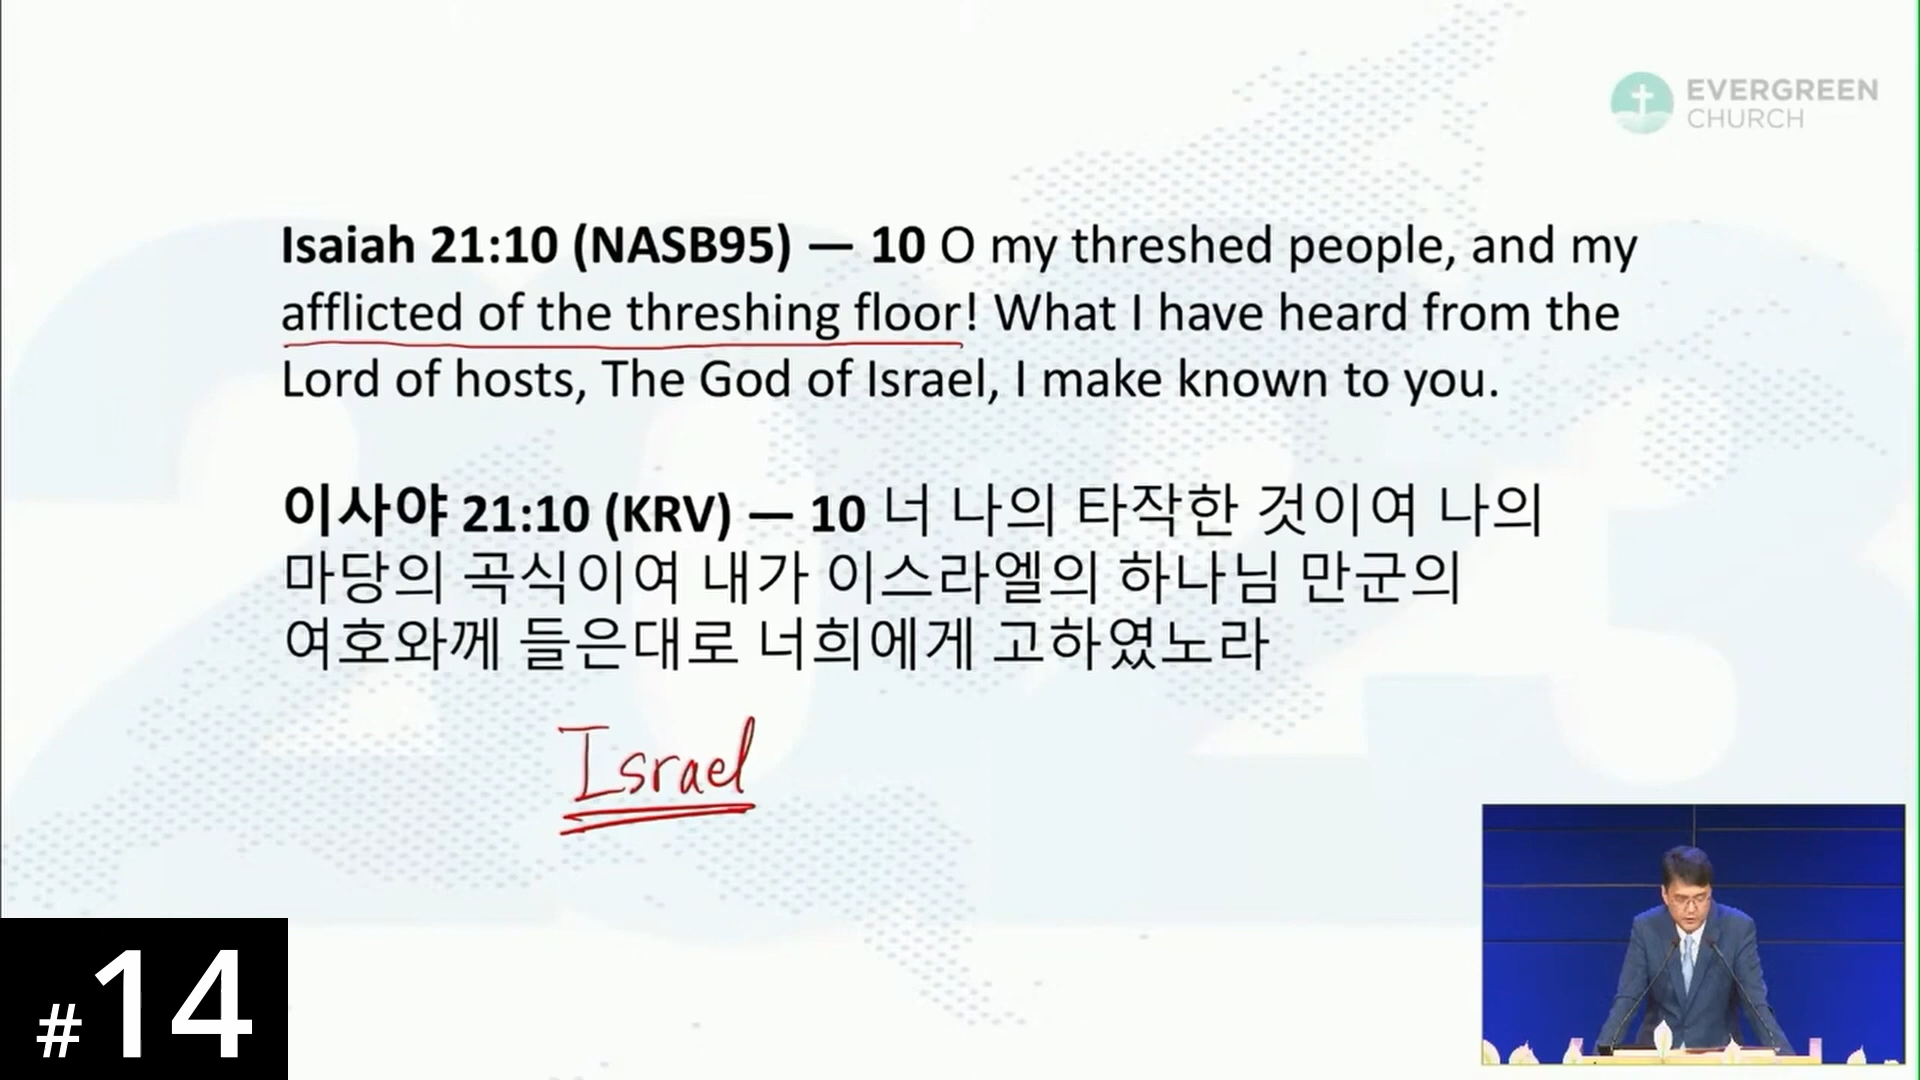 EVERGREEN
CHURCH
Isaiah 21:10 (NASB95) — 10 O my threshed people, and my
afflicted of the threshing floor! What I have heard from the
Lord of hosts, The God of Israel, I make known to you.
이사야 21:10 (KRV) — 10 너 나의 타작한 것이여 나의
마당의 곡식이여 내가 이스라엘의 하나님 만군의
여호와께 들은대로 너희에게 고하였노라
Israel
#14